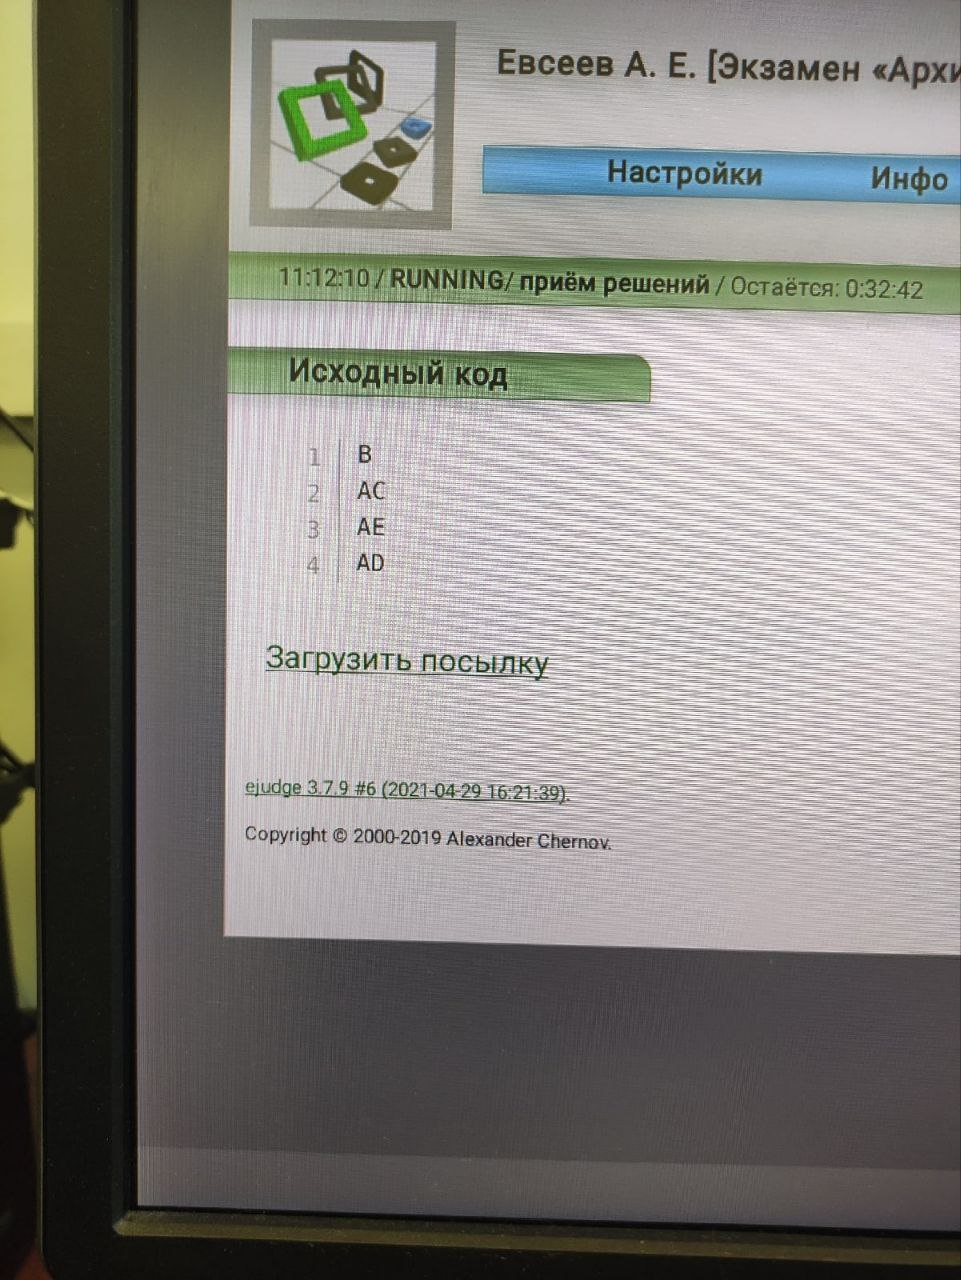 Евсеев А. Е. [Экзамен «Архи
Настройки Инфо
11:12:10 / RUNNING/ приём решений / Остаётся: 0:32:42
Исходный код
1 B
2 AC
3 AE
4 AD
Загрузить посылку
ejudge 3.7.9 #6 (2021-04-29 16:21:39).
Copyright © 2000-2019 Alexander Chernov.